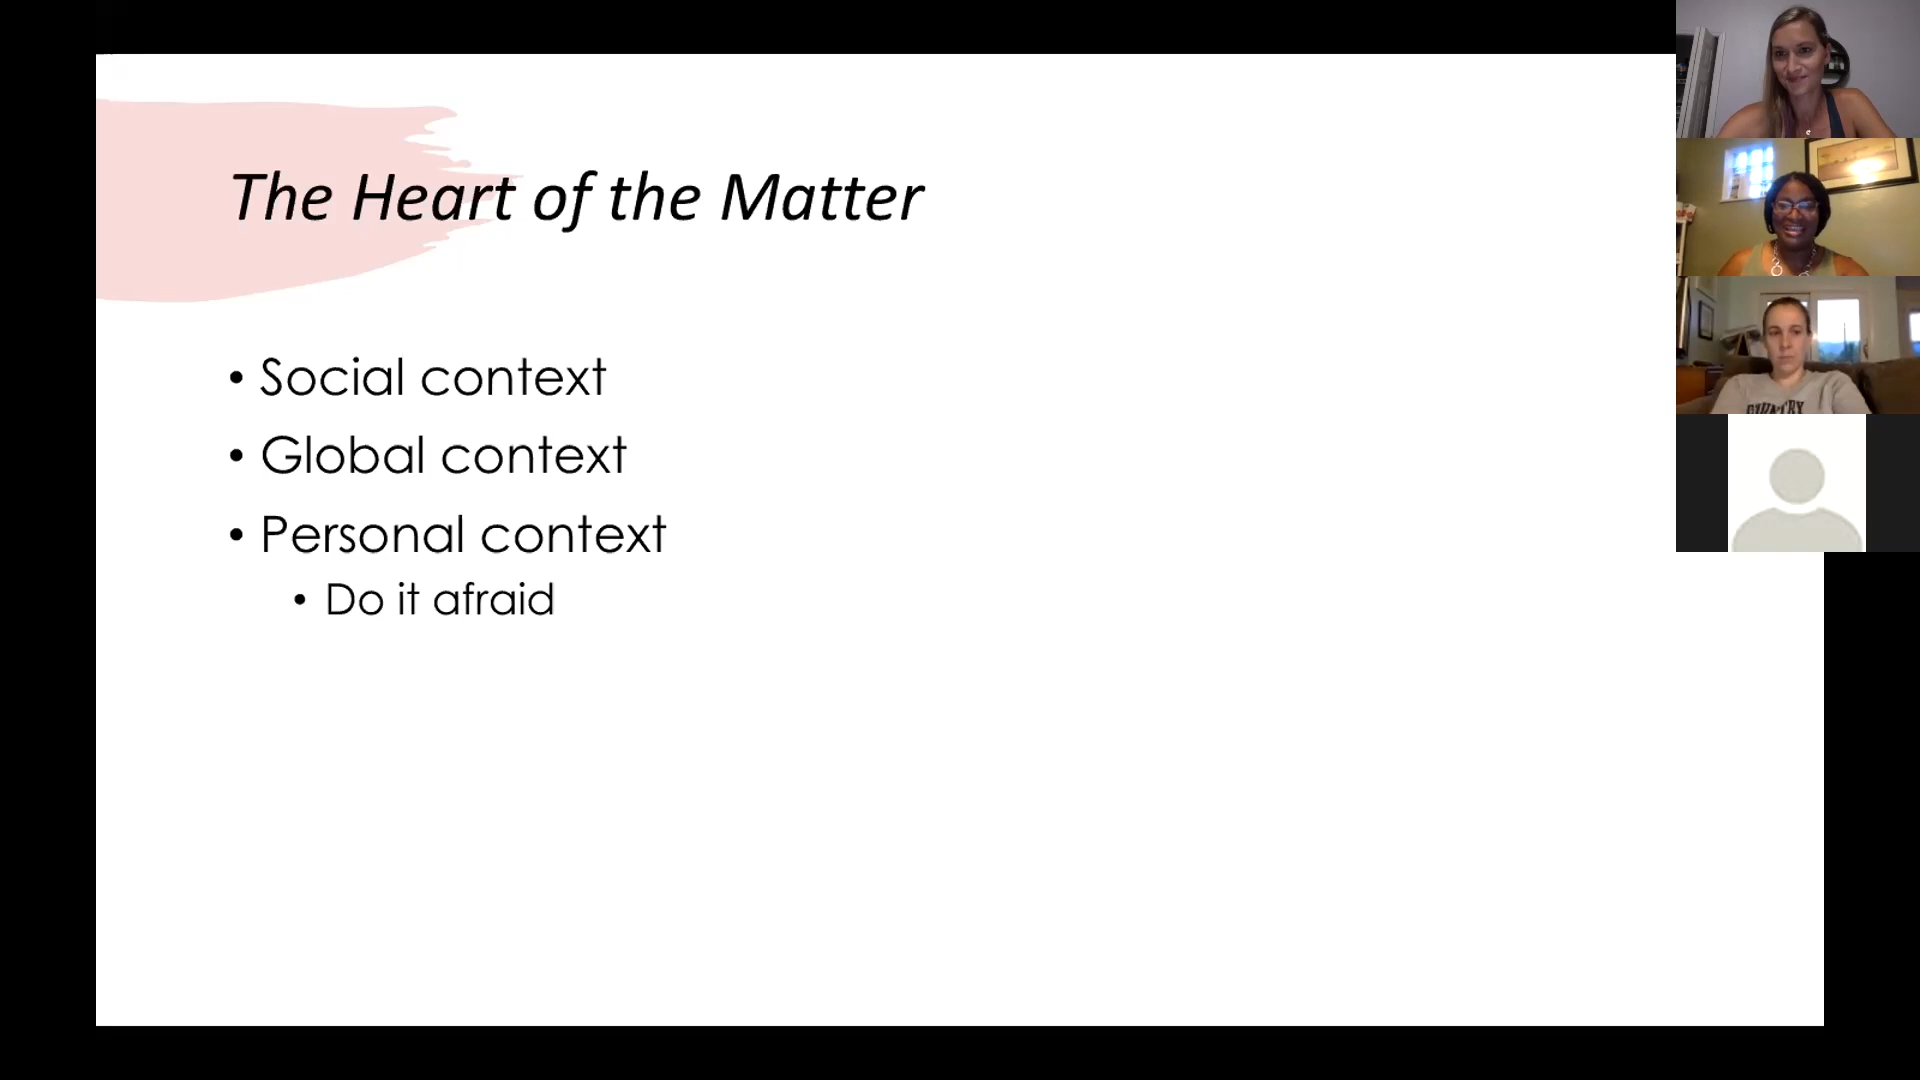 The Heart of the Matter
• Social context
• Global context
• Personal context
• Do it afraid